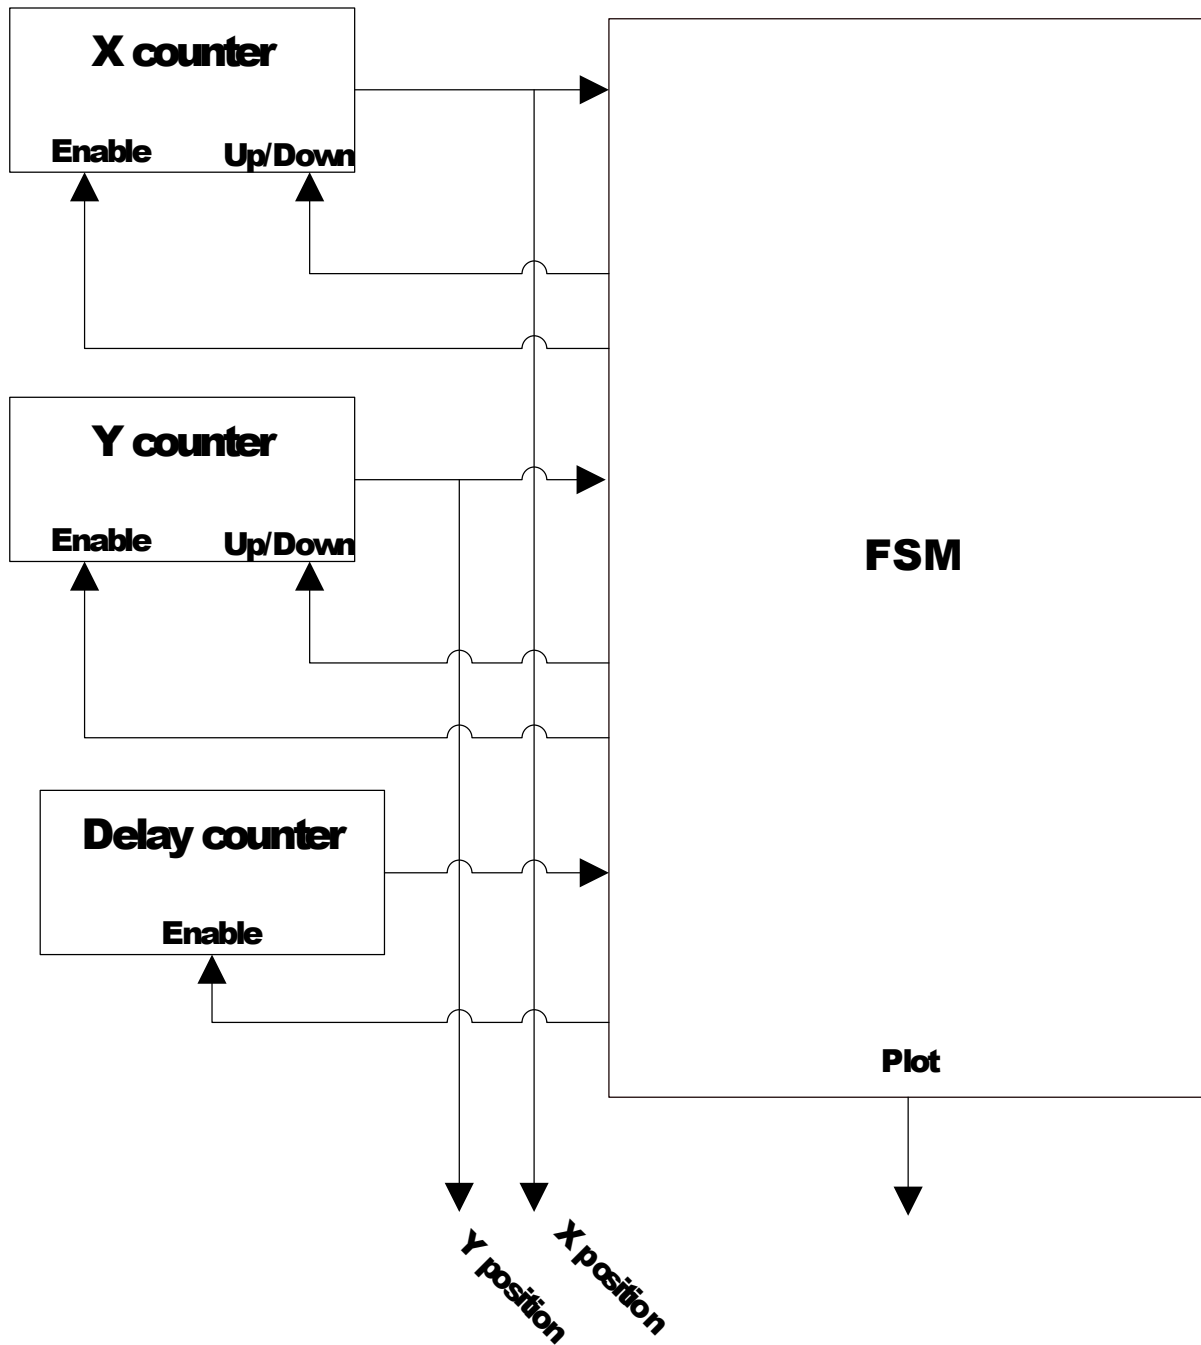 X counter
Enable
Up/Down
Y counter
Enable
Up/Down
FSM
Delay counter
Enable
Plot
Y position
X position